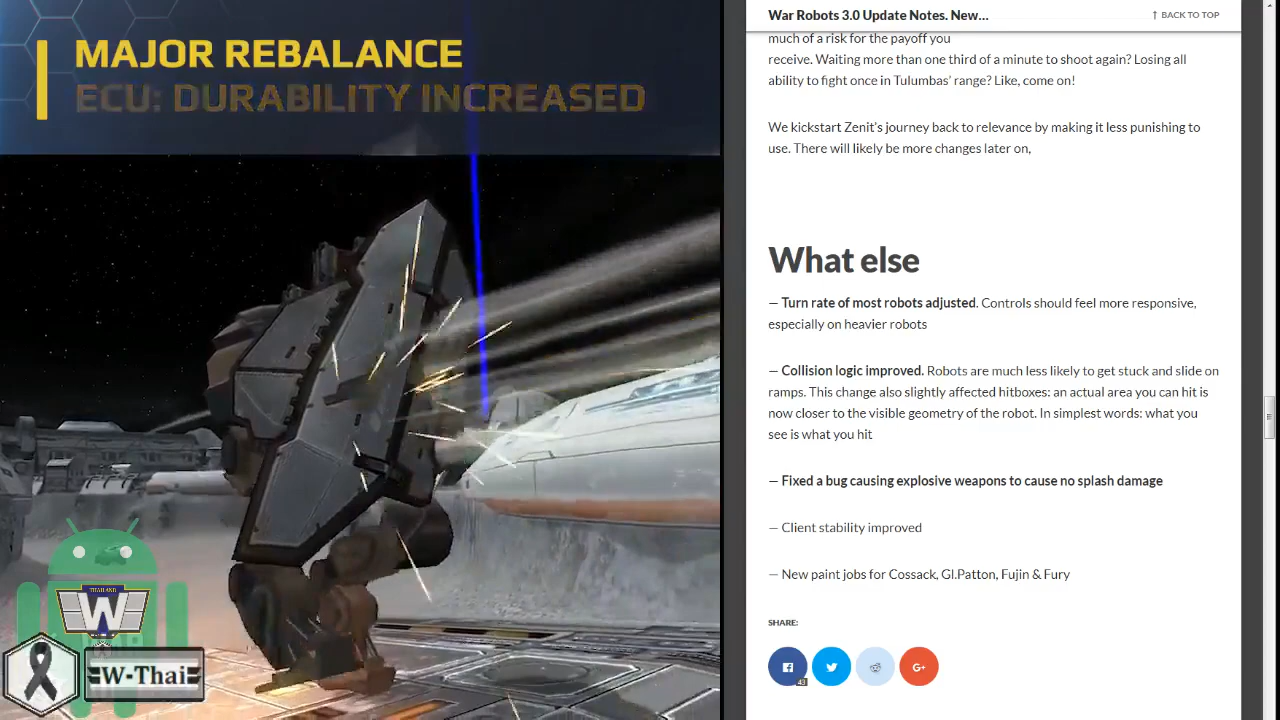 MAJOR REBALANCE
ECU: DURABILITY INCREASED
THAILAND
W
W-Thai
War Robots 3.0 Update Notes. New...
↑ BACK TO TOP
much of a risk for the payoff you
receive. Waiting more than one third of a minute to shoot again? Losing all
ability to fight once in Tulumbas' range? Like, come on!
We kickstart Zenit's journey back to relevance by making it less punishing to
use. There will likely be more changes later on,
What else
— Turn rate of most robots adjusted. Controls should feel more responsive,
especially on heavier robots
— Collision logic improved. Robots are much less likely to get stuck and slide on
ramps. This change also slightly affected hitboxes: an actual area you can hit is
now closer to the visible geometry of the robot. In simplest words: what you
see is what you hit
— Fixed a bug causing explosive weapons to cause no splash damage
— Client stability improved
— New paint jobs for Cossack, Gl.Patton, Fujin & Fury
SHARE:
43
G+